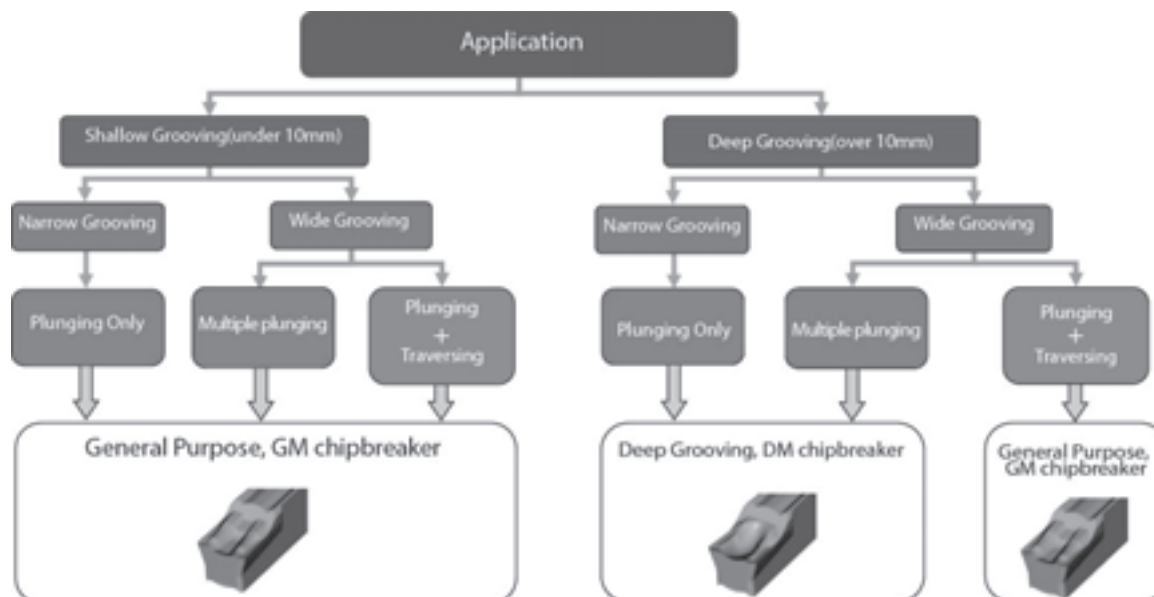 Application
Shallow Grooving(under 10mm)
Deep Grooving(over 10mm)
Narrow Grooving
Wide Grooving
Narrow Grooving
Wide Grooving
Plunging Only
Multiple plunging
Plunging
+
Traversing
Plunging Only
Multiple plunging
Plunging
+
Traversing
General Purpose, GM chipbreaker
Deep Grooving, DM chipbreaker
General Purpose,
GM chipbreaker